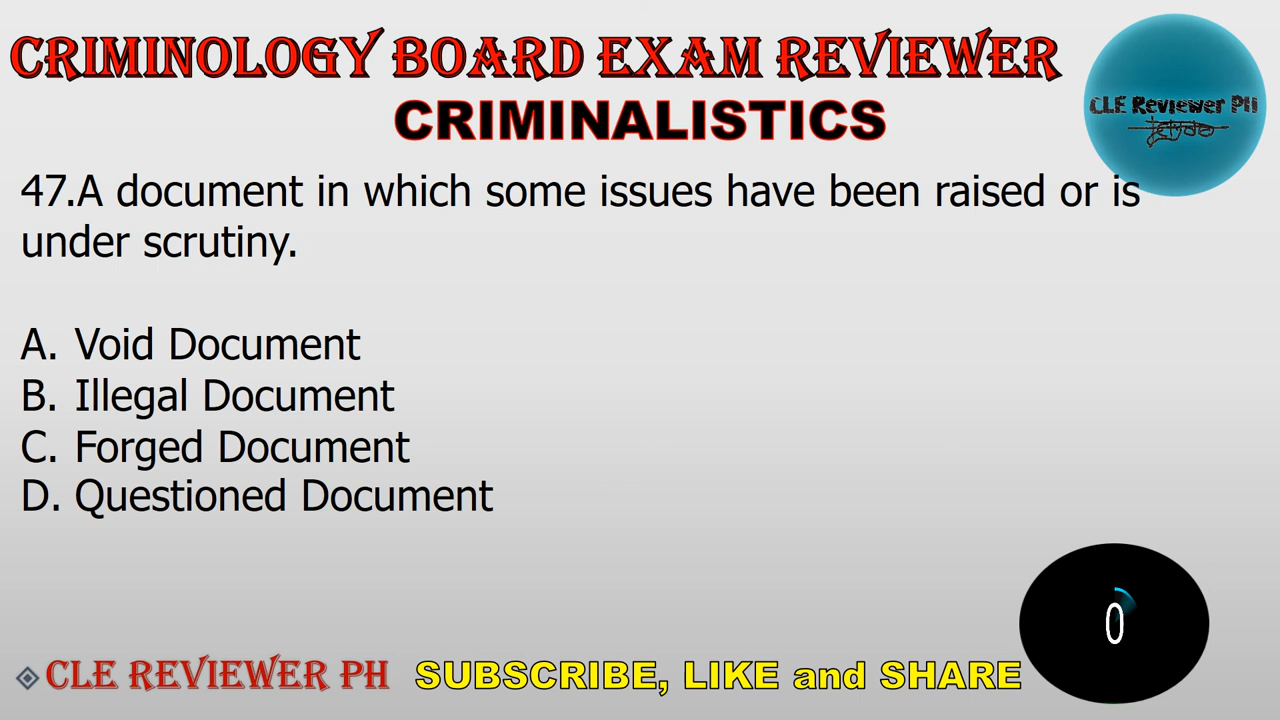 CRIMINOLOGY BOARD EXAM REVIEWER
CRIMINALISTICS
CLE Reviewer PH
47.A document in which some issues have been raised or is
under scrutiny.
A. Void Document
B. Illegal Document
C. Forged Document
D. Questioned Document
0
CLE REVIEWER PH SUBSCRIBE, LIKE and SHARE